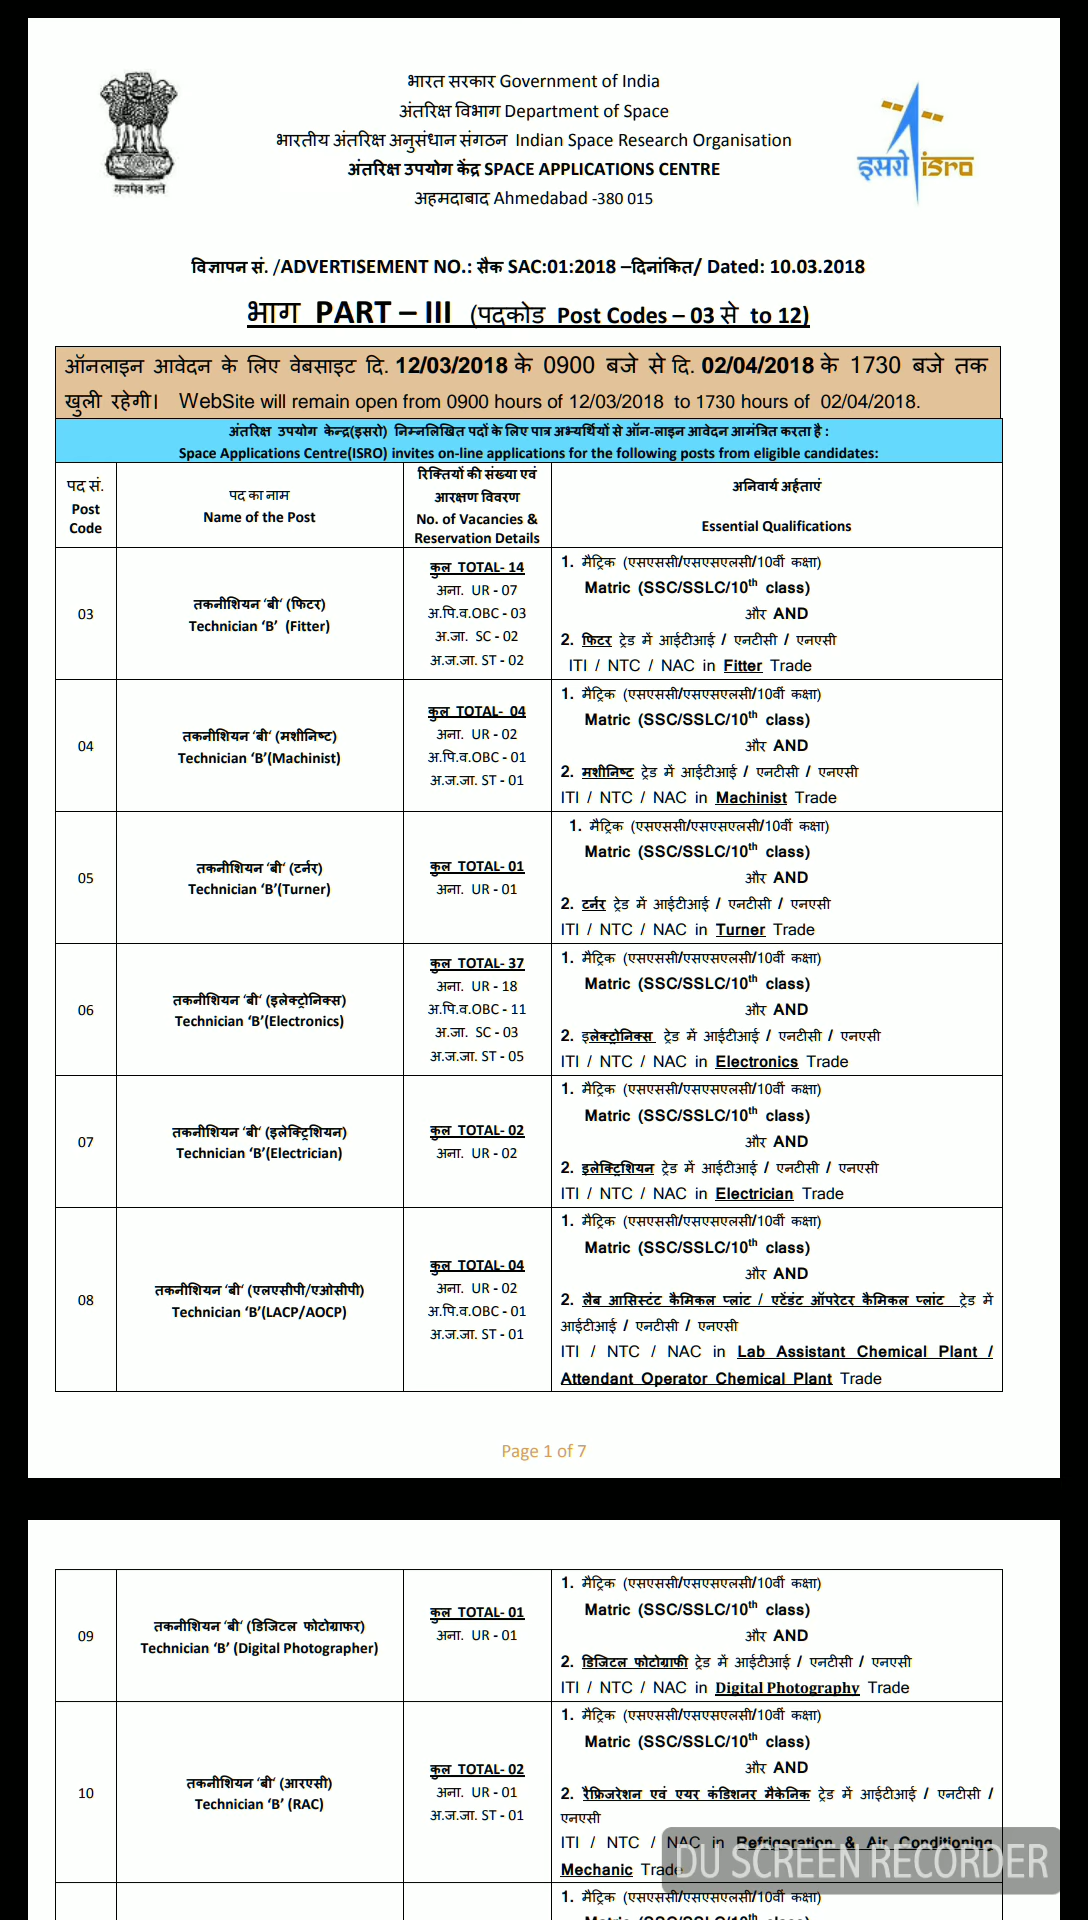 भारत सरकार Government of India
अंतरिक्ष विभाग Department of Space
भारतीय अंतरिक्ष अनुसंधान संगठन Indian Space Research Organisation
अंतरिक्ष उपयोग केंद्र SPACE APPLICATIONS CENTRE
अहमदाबाद Ahmedabad -380 015
सत्यमेव जयते
इसरो isro
विज्ञापन सं. /ADVERTISEMENT NO.: सैक SAC:01:2018 –दिनांकित/ Dated: 10.03.2018
भाग PART – III (पदकोड Post Codes – 03 से to 12)
ऑनलाइन आवेदन के लिए वेबसाइट दि. 12/03/2018 के 0900 बजे से दि. 02/04/2018 के 1730 बजे तक
खुली रहेगी। WebSite will remain open from 0900 hours of 12/03/2018 to 1730 hours of 02/04/2018.
अंतरिक्ष उपयोग केन्द्र(इसरो) निम्नलिखित पदों के लिए पात्र अभ्यर्थियों से ऑन-लाइन आवेदन आमंत्रित करता है :
Space Applications Centre(ISRO) invites on-line applications for the following posts from eligible candidates:
पद सं.
Post
Code
पद का नाम
Name of the Post
रिक्तियों की संख्या एवं
आरक्षण विवरण
No. of Vacancies &
Reservation Details
अनिवार्य अर्हताएं
Essential Qualifications
03
तकनीशियन 'बी' (फिटर)
Technician 'B' (Fitter)
कुल TOTAL- 14
अना. UR - 07
अ.पि.व.OBC - 03
अ.जा. SC - 02
अ.ज.जा. ST - 02
1. मैट्रिक (एसएससी/एसएसएलसी/10वीं कक्षा)
Matric (SSC/SSLC/10th class)
और AND
2. फिटर ट्रेड में आईटीआई / एनटीसी / एनएसी
ITI / NTC / NAC in Fitter Trade
04
तकनीशियन 'बी' (मशीनिष्ट)
Technician 'B'(Machinist)
कुल TOTAL- 04
अना. UR - 02
अ.पि.व.OBC - 01
अ.ज.जा. ST - 01
1. मैट्रिक (एसएससी/एसएसएलसी/10वीं कक्षा)
Matric (SSC/SSLC/10th class)
और AND
2. मशीनिष्ट ट्रेड में आईटीआई / एनटीसी / एनएसी
ITI / NTC / NAC in Machinist Trade
05
तकनीशियन 'बी' (टर्नर)
Technician 'B'(Turner)
कुल TOTAL- 01
अना. UR - 01
1. मैट्रिक (एसएससी/एसएसएलसी/10वीं कक्षा)
Matric (SSC/SSLC/10th class)
और AND
2. टर्नर ट्रेड में आईटीआई / एनटीसी / एनएसी
ITI / NTC / NAC in Turner Trade
06
तकनीशियन 'बी' (इलेक्ट्रोनिक्स)
Technician 'B'(Electronics)
कुल TOTAL- 37
अना. UR - 18
अ.पि.व.OBC - 11
अ.जा. SC - 03
अ.ज.जा. ST - 05
1. मैट्रिक (एसएससी/एसएसएलसी/10वीं कक्षा)
Matric (SSC/SSLC/10th class)
और AND
2. इलेक्ट्रोनिक्स ट्रेड में आईटीआई / एनटीसी / एनएसी
ITI / NTC / NAC in Electronics Trade
07
तकनीशियन 'बी' (इलेक्ट्रिशियन)
Technician 'B'(Electrician)
कुल TOTAL- 02
अना. UR - 02
1. मैट्रिक (एसएससी/एसएसएलसी/10वीं कक्षा)
Matric (SSC/SSLC/10th class)
और AND
2. इलेक्ट्रिशियन ट्रेड में आईटीआई / एनटीसी / एनएसी
ITI / NTC / NAC in Electrician Trade
08
तकनीशियन 'बी' (एलएसीपी/एओसीपी)
Technician 'B'(LACP/AOCP)
कुल TOTAL- 04
अना. UR - 02
अ.पि.व.OBC - 01
अ.ज.जा. ST - 01
1. मैट्रिक (एसएससी/एसएसएलसी/10वीं कक्षा)
Matric (SSC/SSLC/10th class)
और AND
2. लैब आसिस्टंट कैमिकल प्लांट / एटेंडंट ऑपरेटर कैमिकल प्लांट ट्रेड में
आईटीआई / एनटीसी / एनएसी
ITI / NTC / NAC in Lab Assistant Chemical Plant /
Attendant Operator Chemical Plant Trade
Page 1 of 7
09
तकनीशियन 'बी' (डिजिटल फोटोग्राफर)
Technician 'B' (Digital Photographer)
कुल TOTAL- 01
अना. UR - 01
1. मैट्रिक (एसएससी/एसएसएलसी/10वीं कक्षा)
Matric (SSC/SSLC/10th class)
और AND
2. डिजिटल फोटोग्राफी ट्रेड में आईटीआई / एनटीसी / एनएसी
ITI / NTC / NAC in Digital Photography Trade
10
तकनीशियन 'बी' (आरएसी)
Technician 'B' (RAC)
कुल TOTAL- 02
अना. UR - 01
अ.ज.जा. ST - 01
1. मैट्रिक (एसएससी/एसएसएलसी/10वीं कक्षा)
Matric (SSC/SSLC/10th class)
और AND
2. रैफ्रिजरेशन एवं एयर कंडिशनर मैकेनिक ट्रेड में आईटीआई / एनटीसी /
एनएसी
ITI / NTC / NAC in Refrigeration & Air Conditioning
Mechanic Trade
DU SCREEN RECORDER
1. मैट्रिक (एसएससी/एसएसएलसी/10वीं कक्षा)
Matric (SSC/SSLC/10th class)